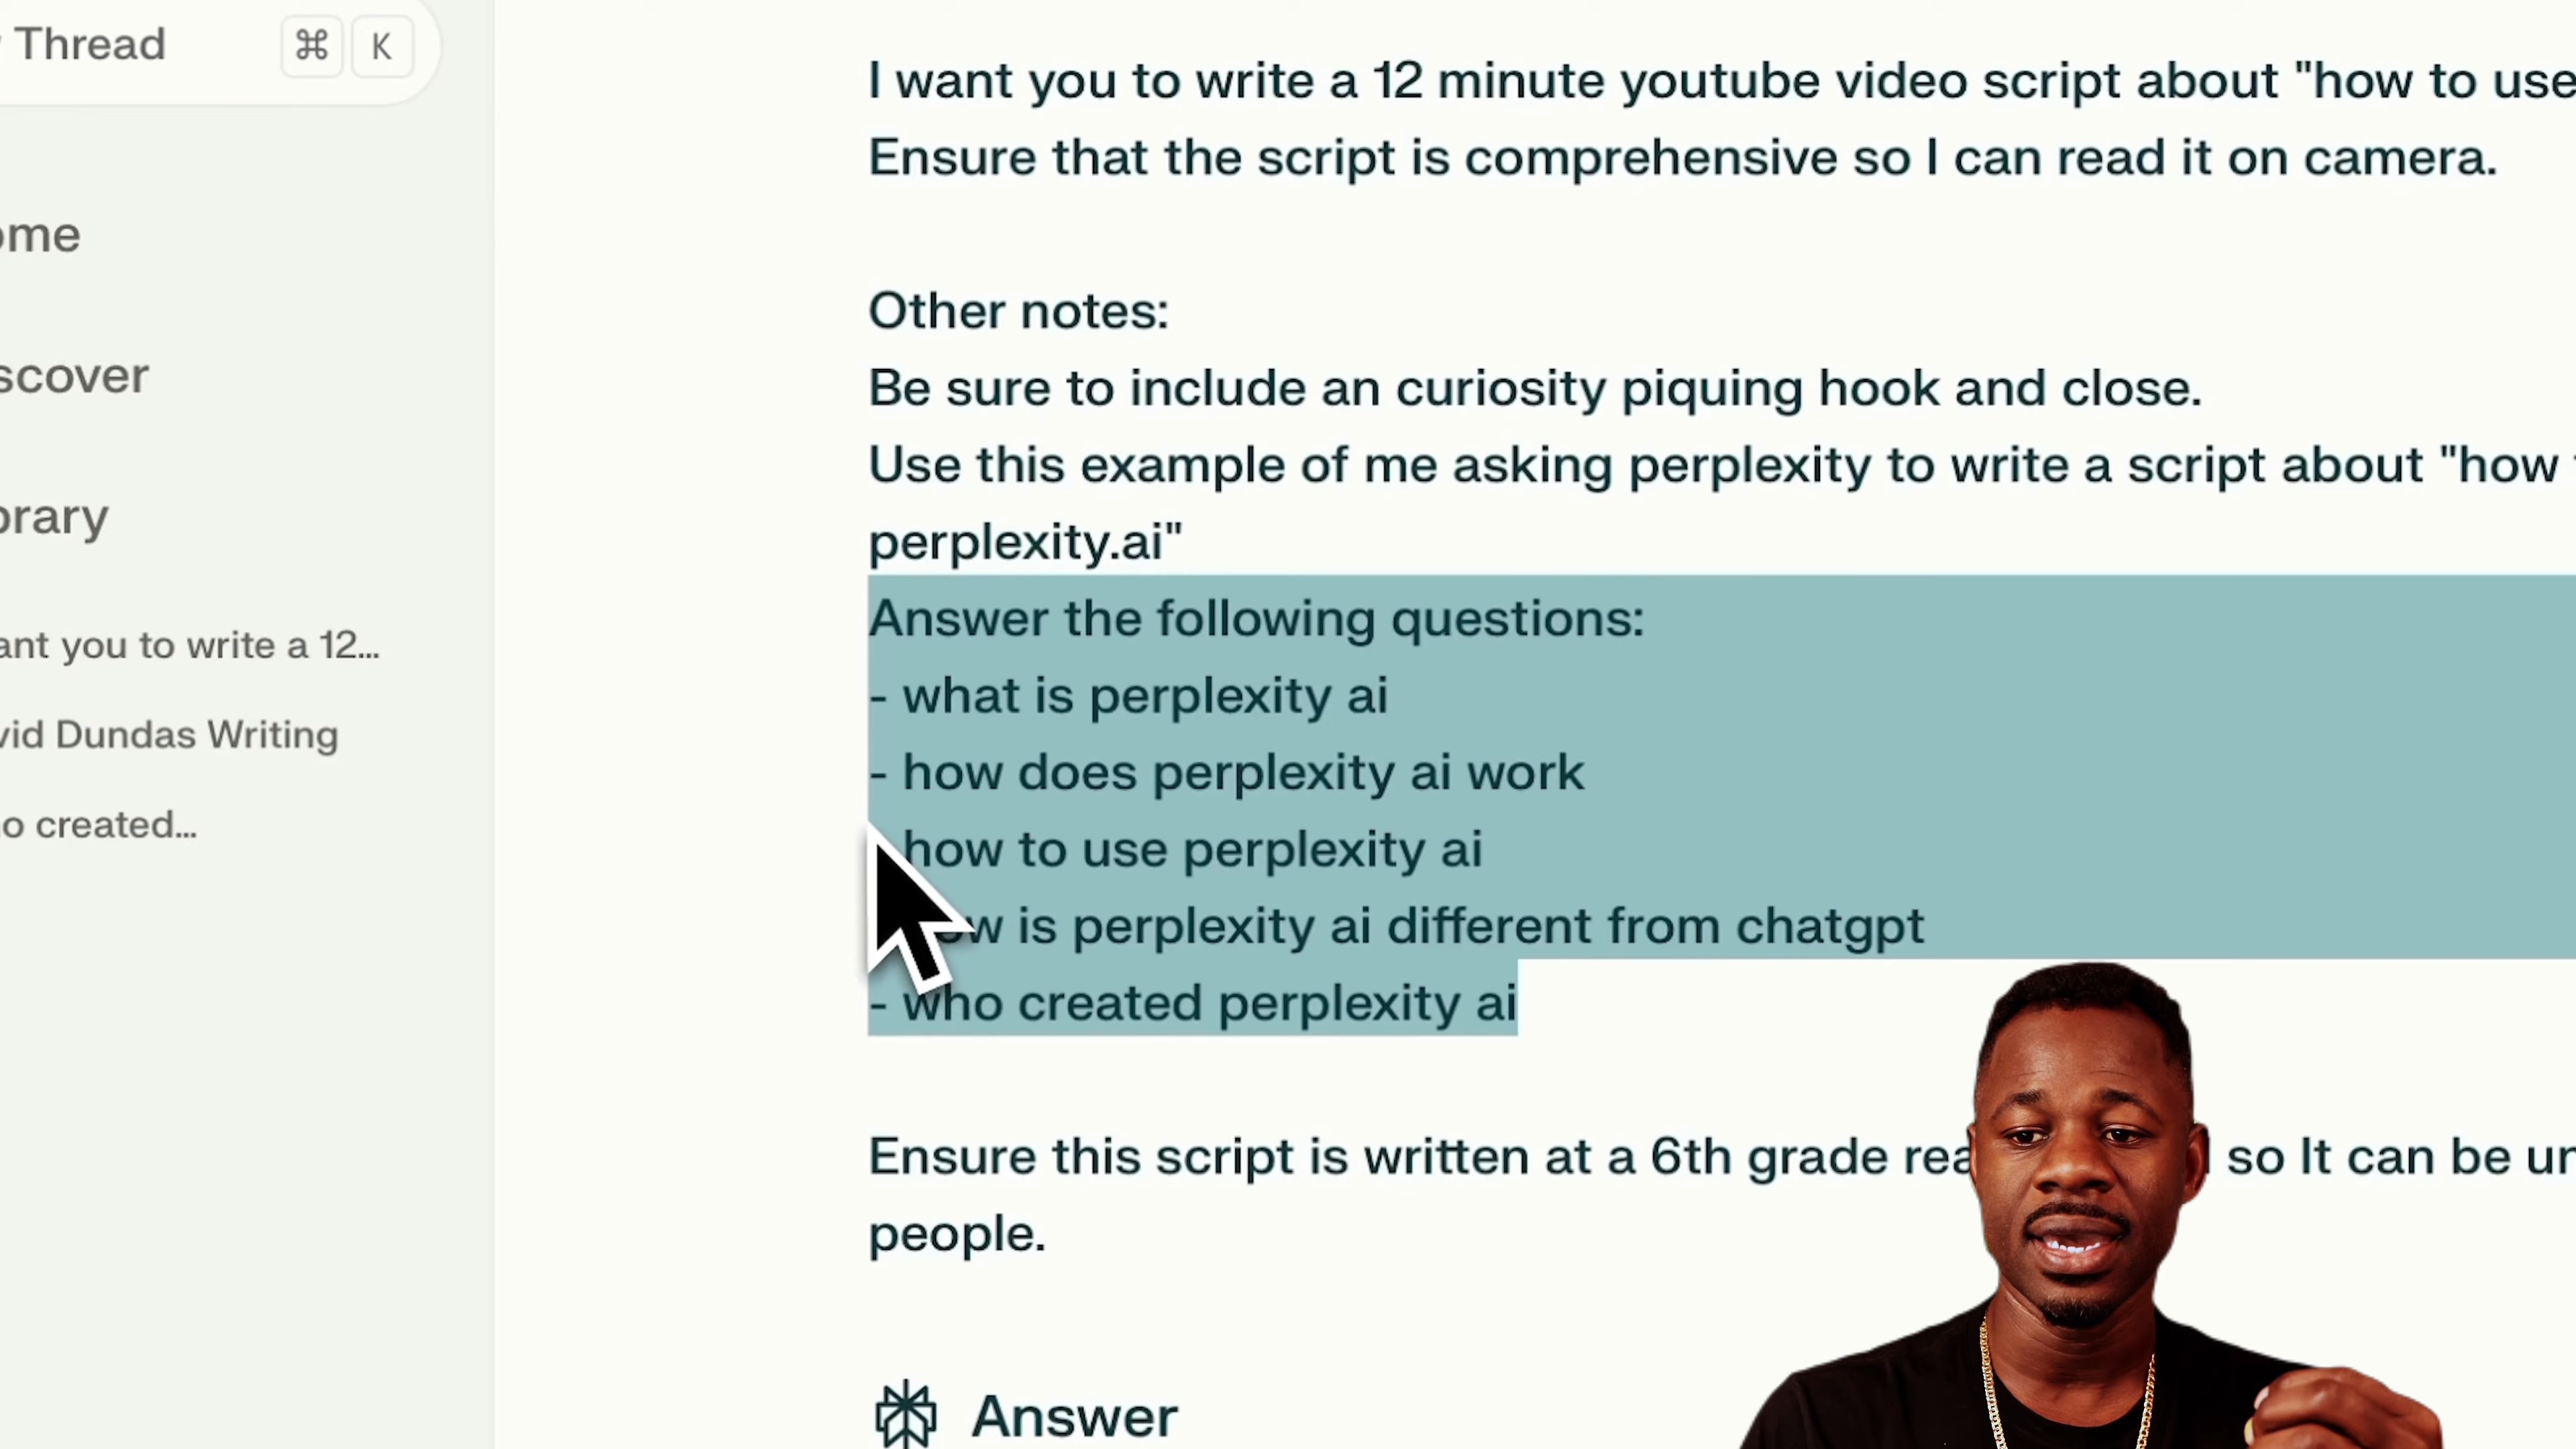 Thread ⌘ K
I want you to write a 12 minute youtube video script about "how to use
Ensure that the script is comprehensive so I can read it on camera.
Other notes:
Be sure to include an curiosity piquing hook and close.
Use this example of me asking perplexity to write a script about "how
perplexity.ai"
Answer the following questions:
- what is perplexity ai
- how does perplexity ai work
how to use perplexity ai
is perplexity ai different from chatgpt
- who created perplexity ai
Ensure this script is written at a 6th grade so It can be
people.
Answer
ome
scover
brary
ant you to write a 12...
vid Dundas Writing
o created...